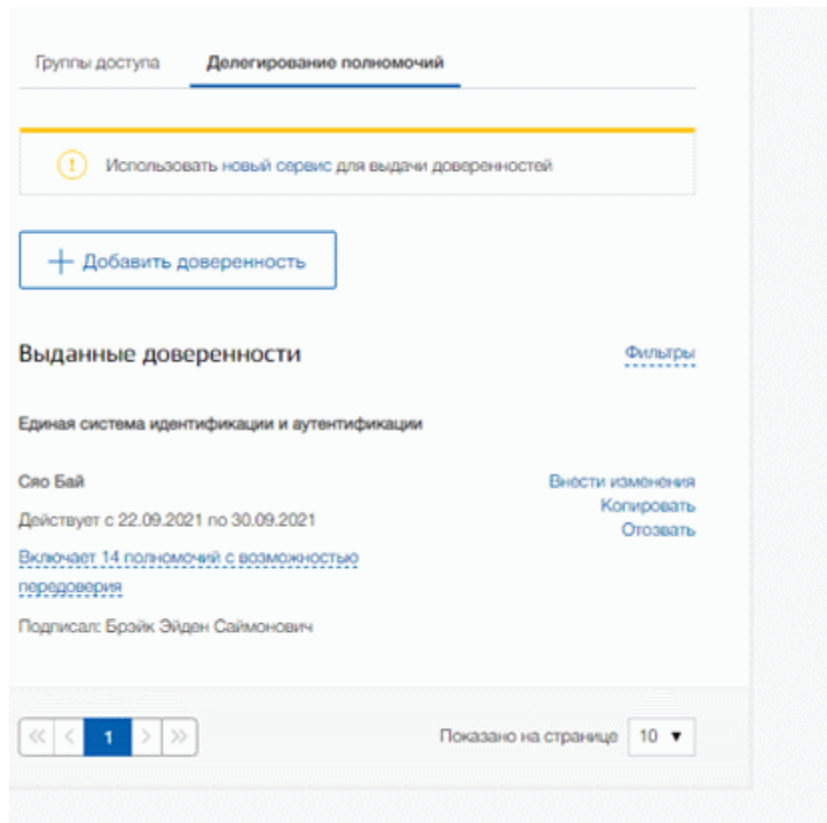 Группы доступа Делегирование полномочий
Использовать новый сервис для выдачи доверенностей
Добавить доверенность
Выданные доверенности Фильтры
Единая система идентификации и аутентификации
Сяо Бай Внести изменения
Копировать
Действует с 22.09.2021 по 30.09.2021
Отозвать
Включает 14 полномочий с возможностью
передоверия
Подписал: Брэйк Эйден Саймонович
« < 1 > » Показано на странице 10 ▼